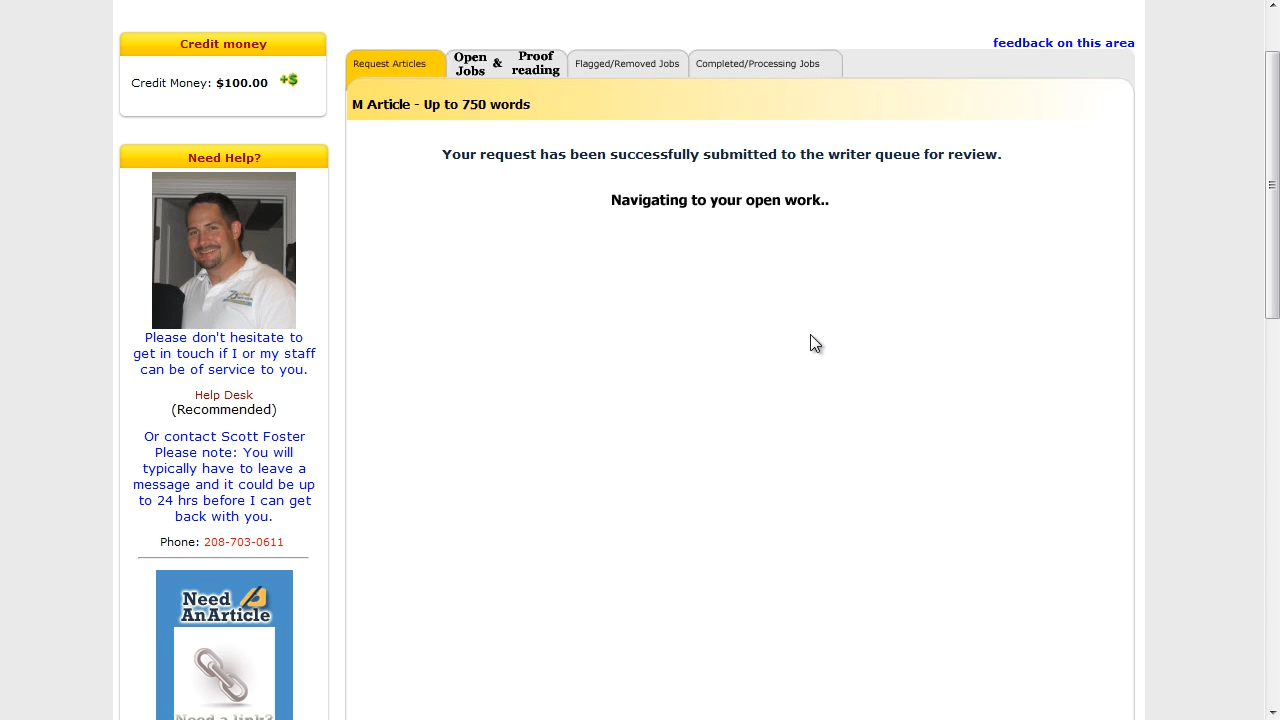 Credit money
Credit Money: $100.00 +$
Need Help?
Please don't hesitate to
get in touch if I or my staff
can be of service to you.
Help Desk
(Recommended)
Or contact Scott Foster
Please note: You will
typically have to leave a
message and it could be up
to 24 hrs before I can get
back with you.
Phone: 208-703-0611
Need
AnArticle
Need a link?
feedback on this area
Request Articles
Open Jobs & Proof reading
Flagged/Removed Jobs
Completed/Processing Jobs
M Article - Up to 750 words
Your request has been successfully submitted to the writer queue for review.
Navigating to your open work..